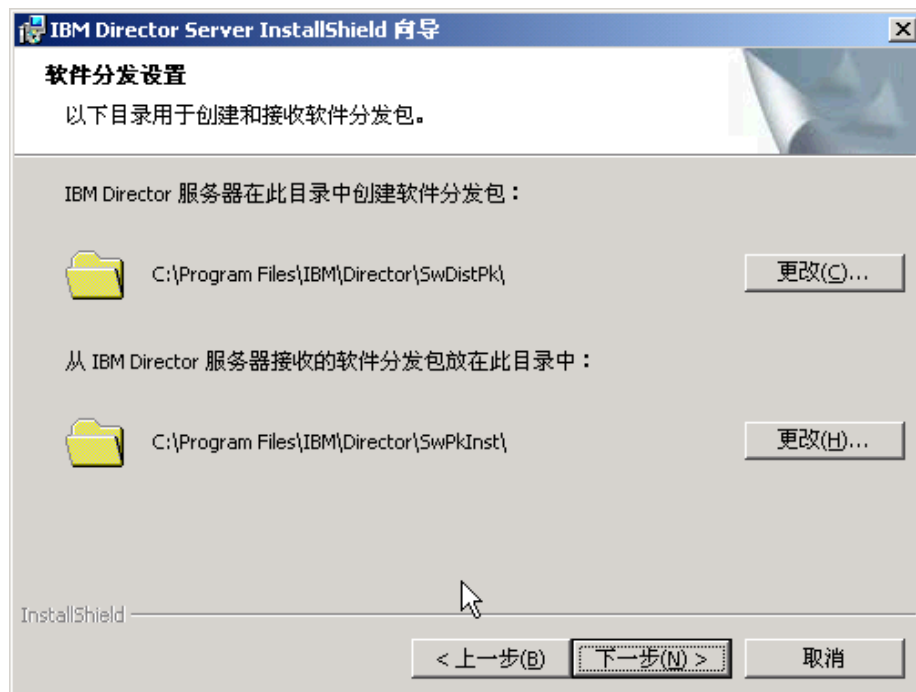 IBM Director Server InstallShield 向导
软件分发设置
以下目录用于创建和接收软件分发包。
IBM Director 服务器在此目录中创建软件分发包：
C:\Program Files\IBM\Director\SwDistPk\
更改(C)...
从 IBM Director 服务器接收的软件分发包放在此目录中：
C:\Program Files\IBM\Director\SwPkInst\
更改(H)...
InstallShield
< 上一步(B)
下一步(N) >
取消